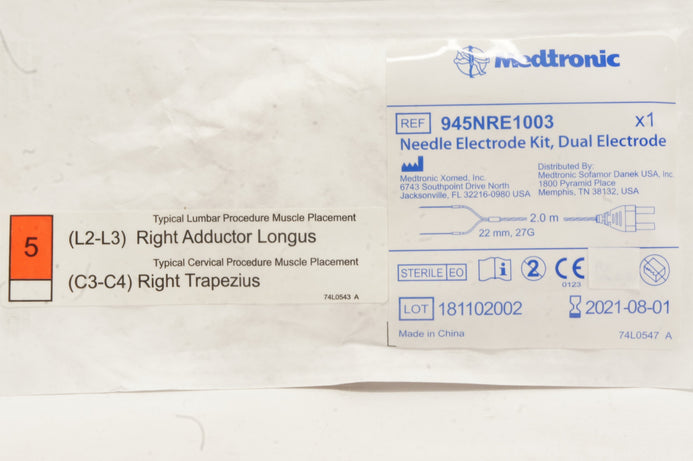 Medtronic
REF 945NRE1003 x1
Needle Electrode Kit, Dual Electrode
Medtronic Xomed, Inc.
6743 Southpoint Drive North
Jacksonville, FL 32216-0980 USA
Distributed By:
Medtronic Sofamor Danek USA, Inc.
1800 Pyramid Place
Memphis, TN 38132, USA
2.0 m
22 mm, 27G
STERILE EO i 2 CE
0123
LOT 181102002 2021-08-01
Made in China 74L0547 A
5
Typical Lumbar Procedure Muscle Placement
(L2-L3) Right Adductor Longus
Typical Cervical Procedure Muscle Placement
(C3-C4) Right Trapezius
74L0543 A